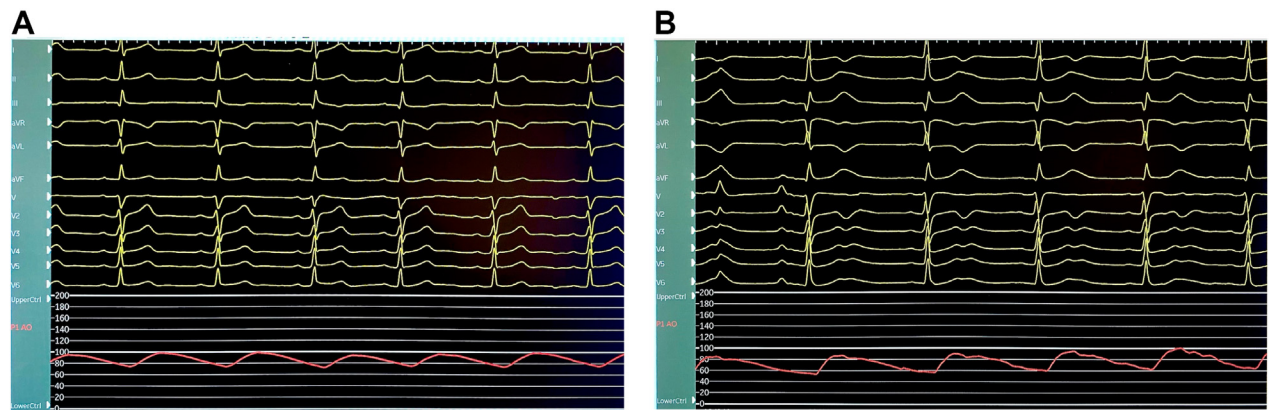 A
I
II
III
aVR
aVL
aVF
V
V2
V3
V4
V5
V6
UpperCtrl
200
180
160
P1 AO
140
120
100
80
60
40
20
LowerCtrl
0
B
I
II
III
aVR
aVL
aVF
V
V2
V3
V4
V5
V6
200
UpperCtrl
180
160
P1 AO
140
120
100
80
60
40
20
LowerCtrl
0